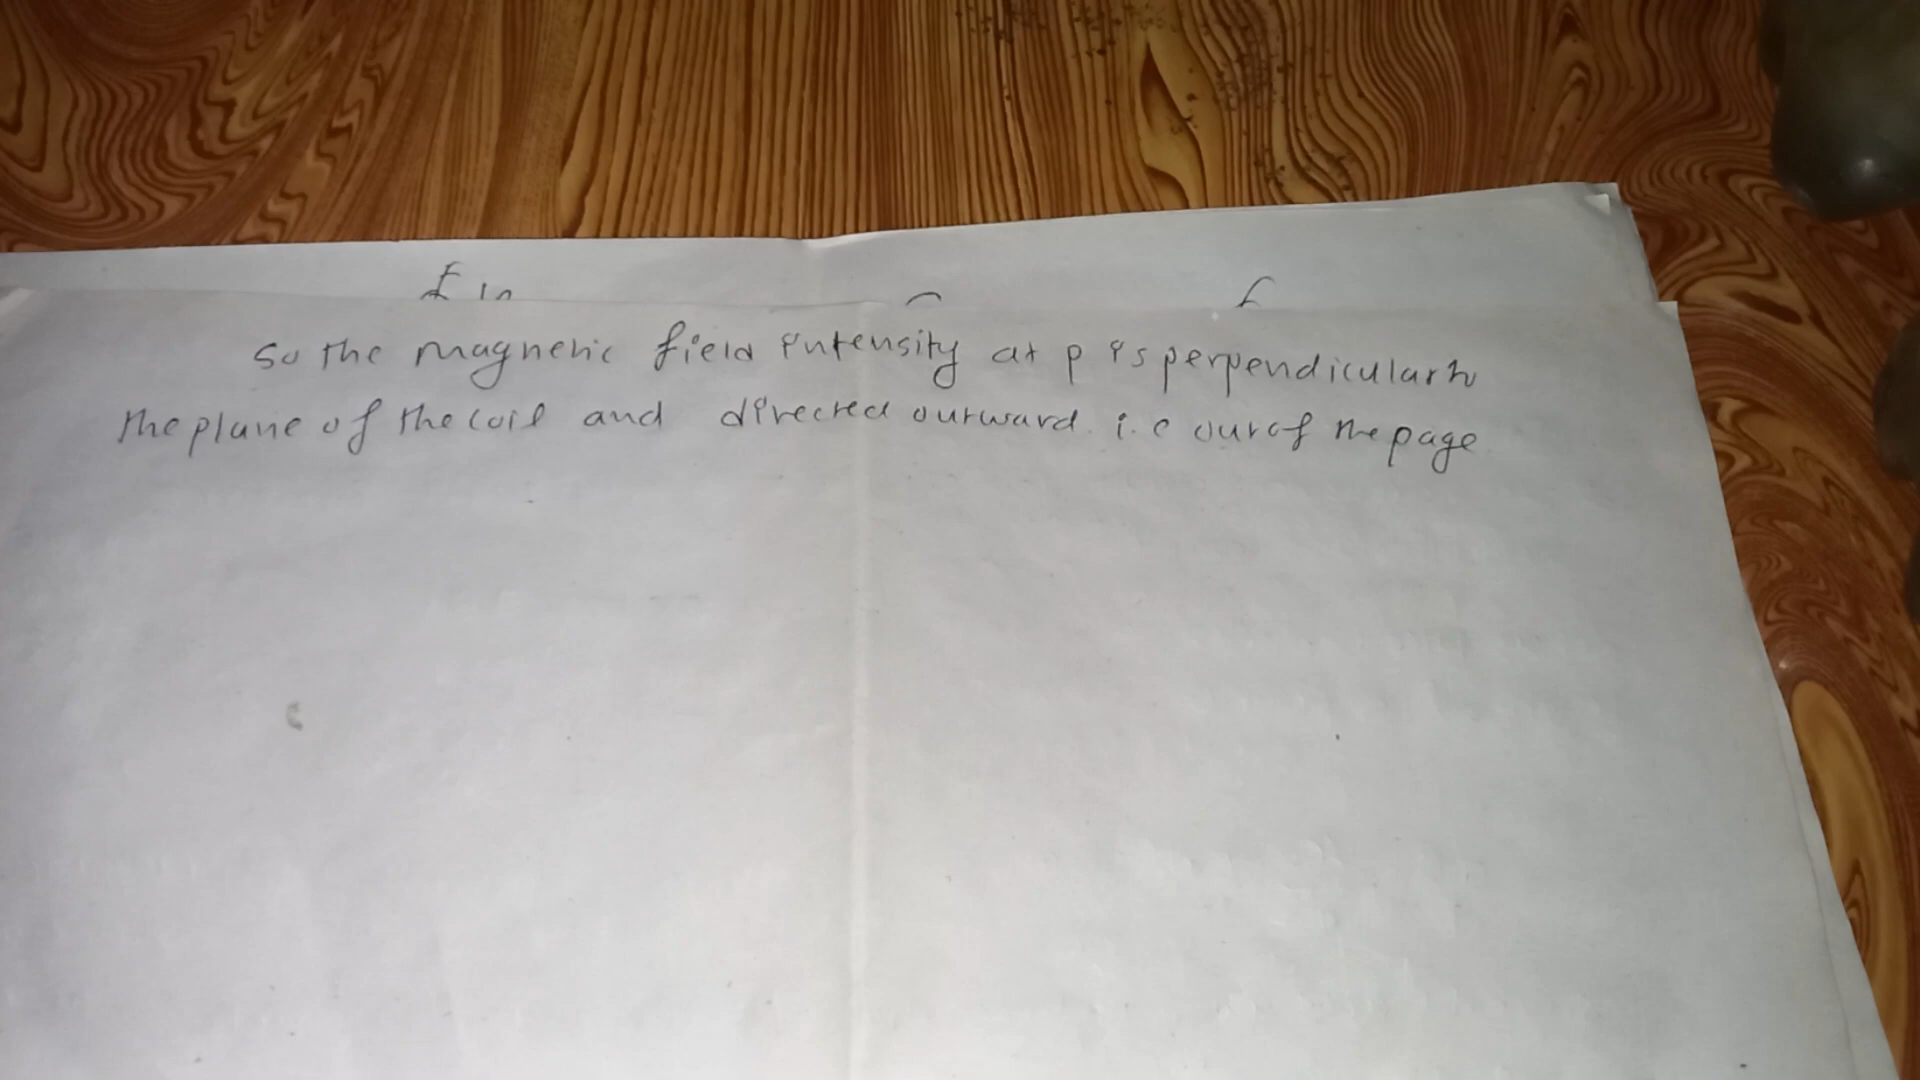 So the magnetic field intensity at p is perpendicular to
the plane of the coil and directed outward. i.e out of the page